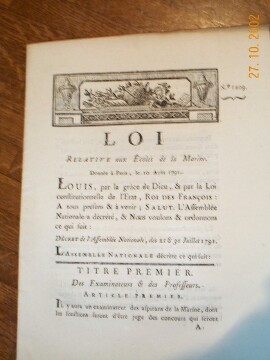 27.10.2002
LOI
RELATIVE aux Écoles de la Marine.
Donnée à Paris, le 10 Août 1791.
LOUIS, par la grâce de Dieu, & par la Loi
constitutionnelle de l'État, ROI DES FRANÇOIS :
A tous présens & à venir ; SALUT. L'Assemblée
Nationale a décrété, & Nous voulons & ordonnons
ce qui suit :
DÉCRET de l'Assemblée Nationale, des 21 & 30 Juillet 1791.
L'ASSEMBLÉE NATIONALE décrète ce qui suit :
TITRE PREMIER.
Des Examinateurs & des Professeurs.
ARTICLE PREMIER.
IL y aura un examinateur des aspirans de la Marine, dont
les fonctions seront d'être juge des concours qui seront
A